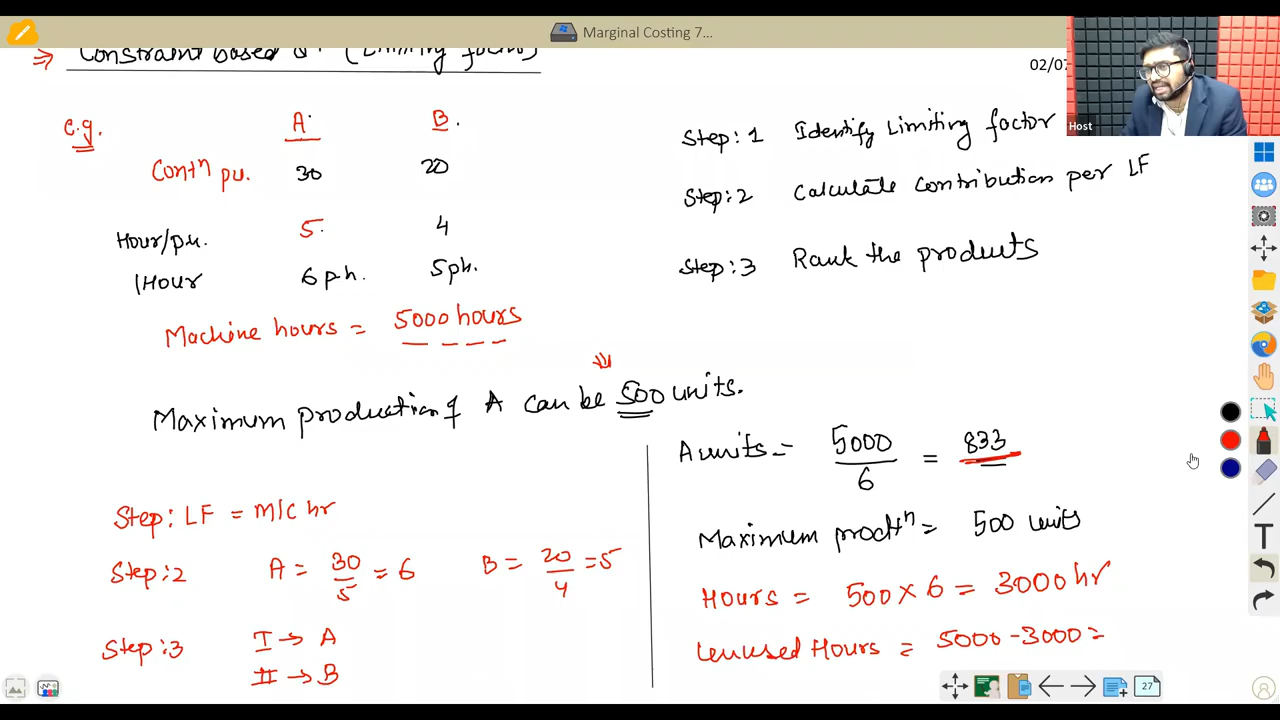 Marginal Costing 7...
⇒ Constraint based Q. (Limiting factor)
02/0
Host
e.g. A B
Contⁿ pu. 30 20
Hour/p.u. 5 4
1Hour 6 p.h. 5ph.
Machine hours = 5000 hours
Step:1 Identify Limiting factor
Step:2 Calculate contribution per LF
Step:3 Rank the products
Maximum production of A can be 500 units.
Step: LF = M/C hr
Step:2 A = 30/5 = 6 B = 20/4 = 5
Step:3 I → A
II → B
A units = 5000/6 = 833
Maximum prodtⁿ = 500 units
Hours = 500 × 6 = 3000 hr
Unused Hours = 5000 - 3000 =
27